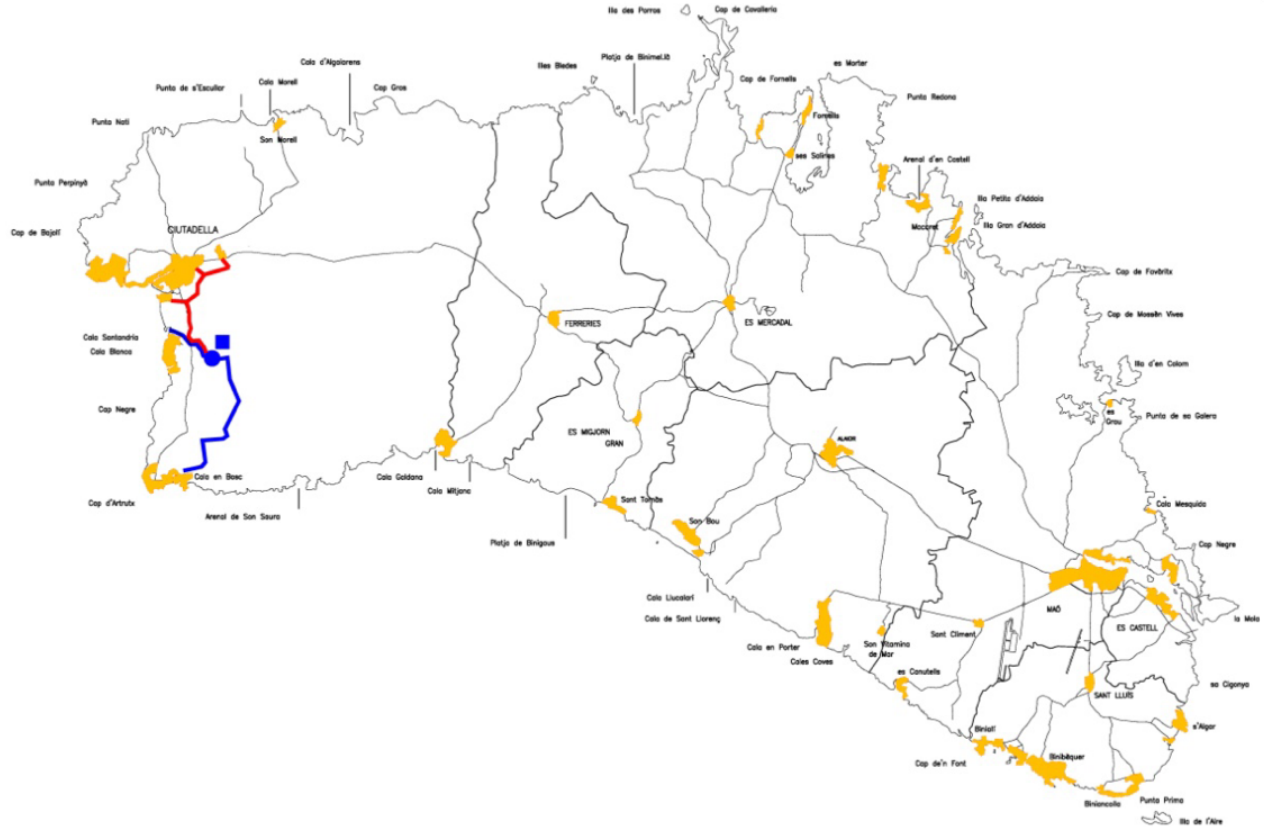 Illa des Porros
Cap de Cavalleria
Cala d'Algaiarens
Platja de Binimel.là
es Morter
Illes Bledes
Punta de s'Escullar
Cala Morell
Cap Gros
Cap de Fornells
Punta Rodona
Punta Nati
Son Morell
Fornells
ses Salines
Arenal d'en Castell
Punta Perpinyà
Illa Petita d'Addaia
Macaret
Illa Gran d'Addaia
Cap de Bajolí
CIUTADELLA
Cap de Favàritx
Cap de Mossèn Vives
FERRERIES
ES MERCADAL
Cala Santandria
Cala Blanca
Illa d'en Colom
Cap Negre
es
Grau
Punta de sa Galera
ES MIGJORN
GRAN
ALAIOR
Cala en Bosc
Cala Galdana
Cala Mitjana
Cap d'Artrutx
Arenal de Son Saura
Sant Tomàs
Cala Mesquida
Son Bou
Platja de Binigaus
Cap Negre
Cala Llucalari
Cala de Sant Llorenç
MAÓ
la Mola
ES CASTELL
Sant Climent
Cala en Porter
Son Vitamina
de Mar
Cales Coves
es Canutells
sa Cigonya
SANT LLUÍS
s'Algar
Binialí
Cap de'n Font
Binibèquer
Biniancolla
Punta Prima
Illa de l'Aire